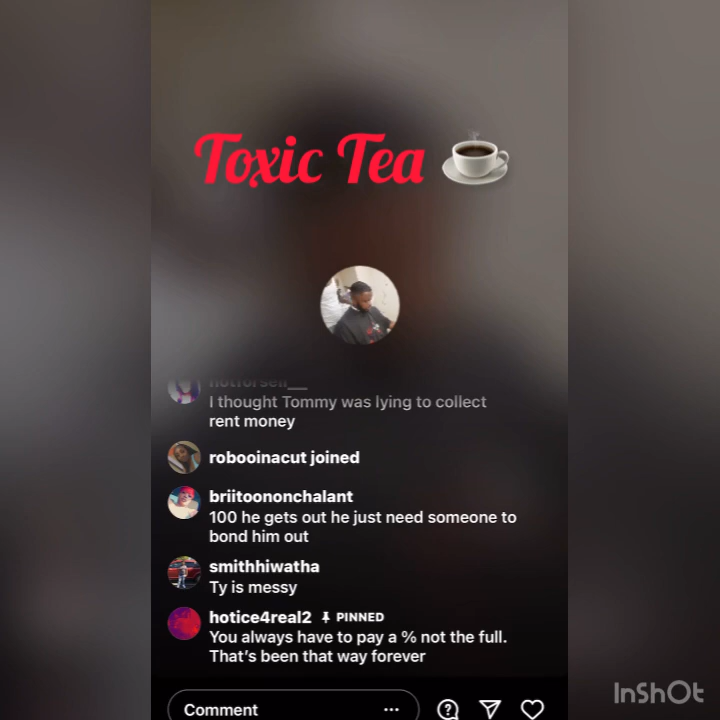 Toxic Tea
notforsell__
I thought Tommy was lying to collect
rent money
robooinacut joined
briitoononchalant
100 he gets out he just need someone to
bond him out
smithhiwatha
Ty is messy
hotice4real2 PINNED
You always have to pay a % not the full.
That’s been that way forever
Comment
InShOt